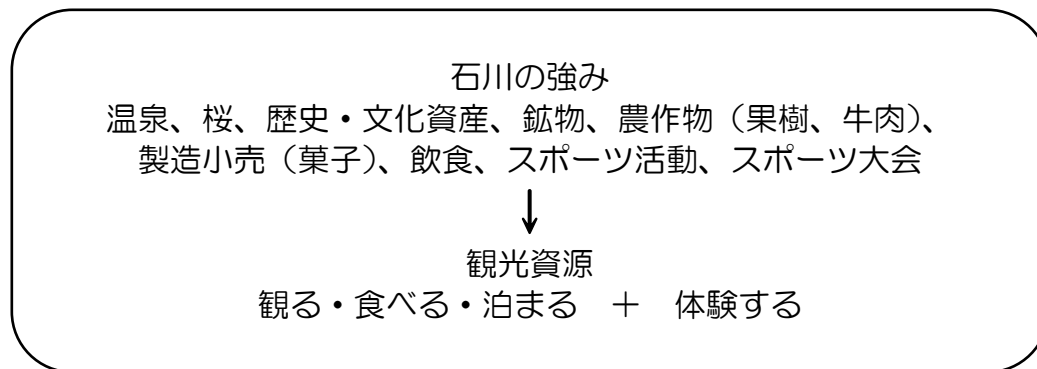 石川の強み
温泉、桜、歴史・文化資産、鉱物、農作物（果樹、牛肉）、
製造小売（菓子）、飲食、スポーツ活動、スポーツ大会
↓
観光資源
観る・食べる・泊まる　＋　体験する